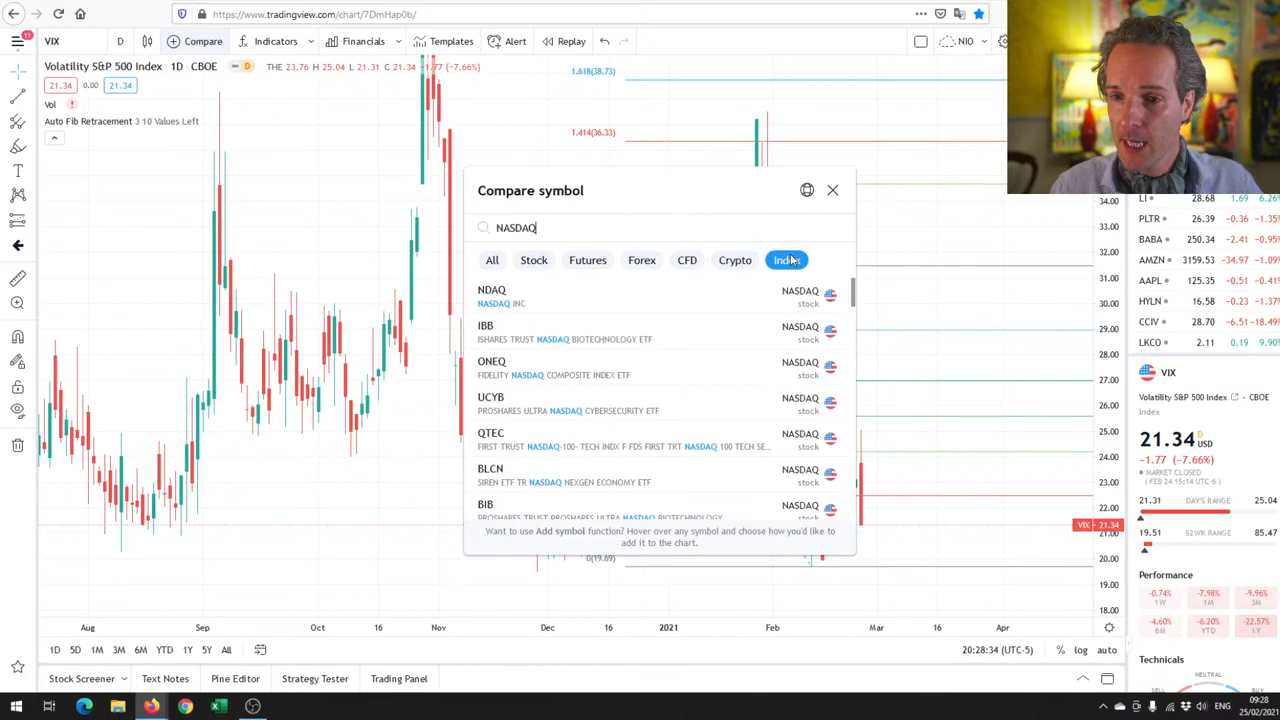 https://www.tradingview.com/chart/7DmHap0b/
11
VIX
D
Compare
Indicators
Financials
Templates
Alert
Replay
NIO
Volatility S&P 500 Index · 1D · CBOE
D
O 23.76 H 25.04 L 21.31 C 21.34 -1.77 (-7.66%)
21.34 0.00 21.34
Vol
Auto Fib Retracement 3 10 Values Left
1.618(38.73)
1.414(36.33)
0(19.69)
Compare symbol
NASDAQ
All
Stock
Futures
Forex
CFD
Crypto
Index
NDAQ
NASDAQ INC
NASDAQ
stock
IBB
ISHARES TRUST NASDAQ BIOTECHNOLOGY ETF
NASDAQ
stock
ONEQ
FIDELITY NASDAQ COMPOSITE INDEX ETF
NASDAQ
stock
UCYB
PROSHARES ULTRA NASDAQ CYBERSECURITY ETF
NASDAQ
stock
QTEC
FIRST TRUST NASDAQ-100- TECH INDX F FDS FIRST TRT NASDAQ 100 TECH SE...
NASDAQ
stock
BLCN
SIREN ETF TR NASDAQ NEXGEN ECONOMY ETF
NASDAQ
stock
BIB
PROSHARES TRUST PROSHARES ULTRA NASDAQ BIOTECHNOLOGY
NASDAQ
stock
Want to use Add symbol function? Hover over any symbol and choose how you'd like to
add it to the chart.
34.00
33.00
32.00
31.00
30.00
29.00
28.00
27.00
26.00
25.00
24.00
23.00
22.00
VIX 21.34
21.00
20.00
19.00
18.00
Aug
Sep
Oct
16
Nov
Dec
16
2021
Feb
Mar
16
Apr
1D 5D 1M 3M 6M YTD 1Y 5Y All
20:28:34 (UTC-5)
%
log
auto
Stock Screener
Text Notes
Pine Editor
Strategy Tester
Trading Panel
LI 28.68 1.69 6.26%
PLTR 26.39 -0.36 -1.35%
BABA 250.34 -2.41 -0.95%
AMZN 3159.53 -34.97 -1.09%
AAPL 125.35 -0.51 -0.41%
HYLN 16.58 -0.23 -1.37%
CCIV 28.70 -6.51 -18.49%
LKCO 2.11 0.19 9.90%
VIX
Volatility S&P 500 Index · CBOE
Index
21.34 D
USD
-1.77 (-7.66%)
MARKET CLOSED
(FEB 24 15:14 UTC-6)
21.31 DAY'S RANGE 25.04
19.51 52WK RANGE 85.47
Performance
-0.74%
1W
-7.98%
1M
-9.96%
3M
-4.60%
6M
-6.20%
YTD
-22.57%
1Y
Technicals
NEUTRAL
SELL
BUY
ENG
09:28
25/02/2021